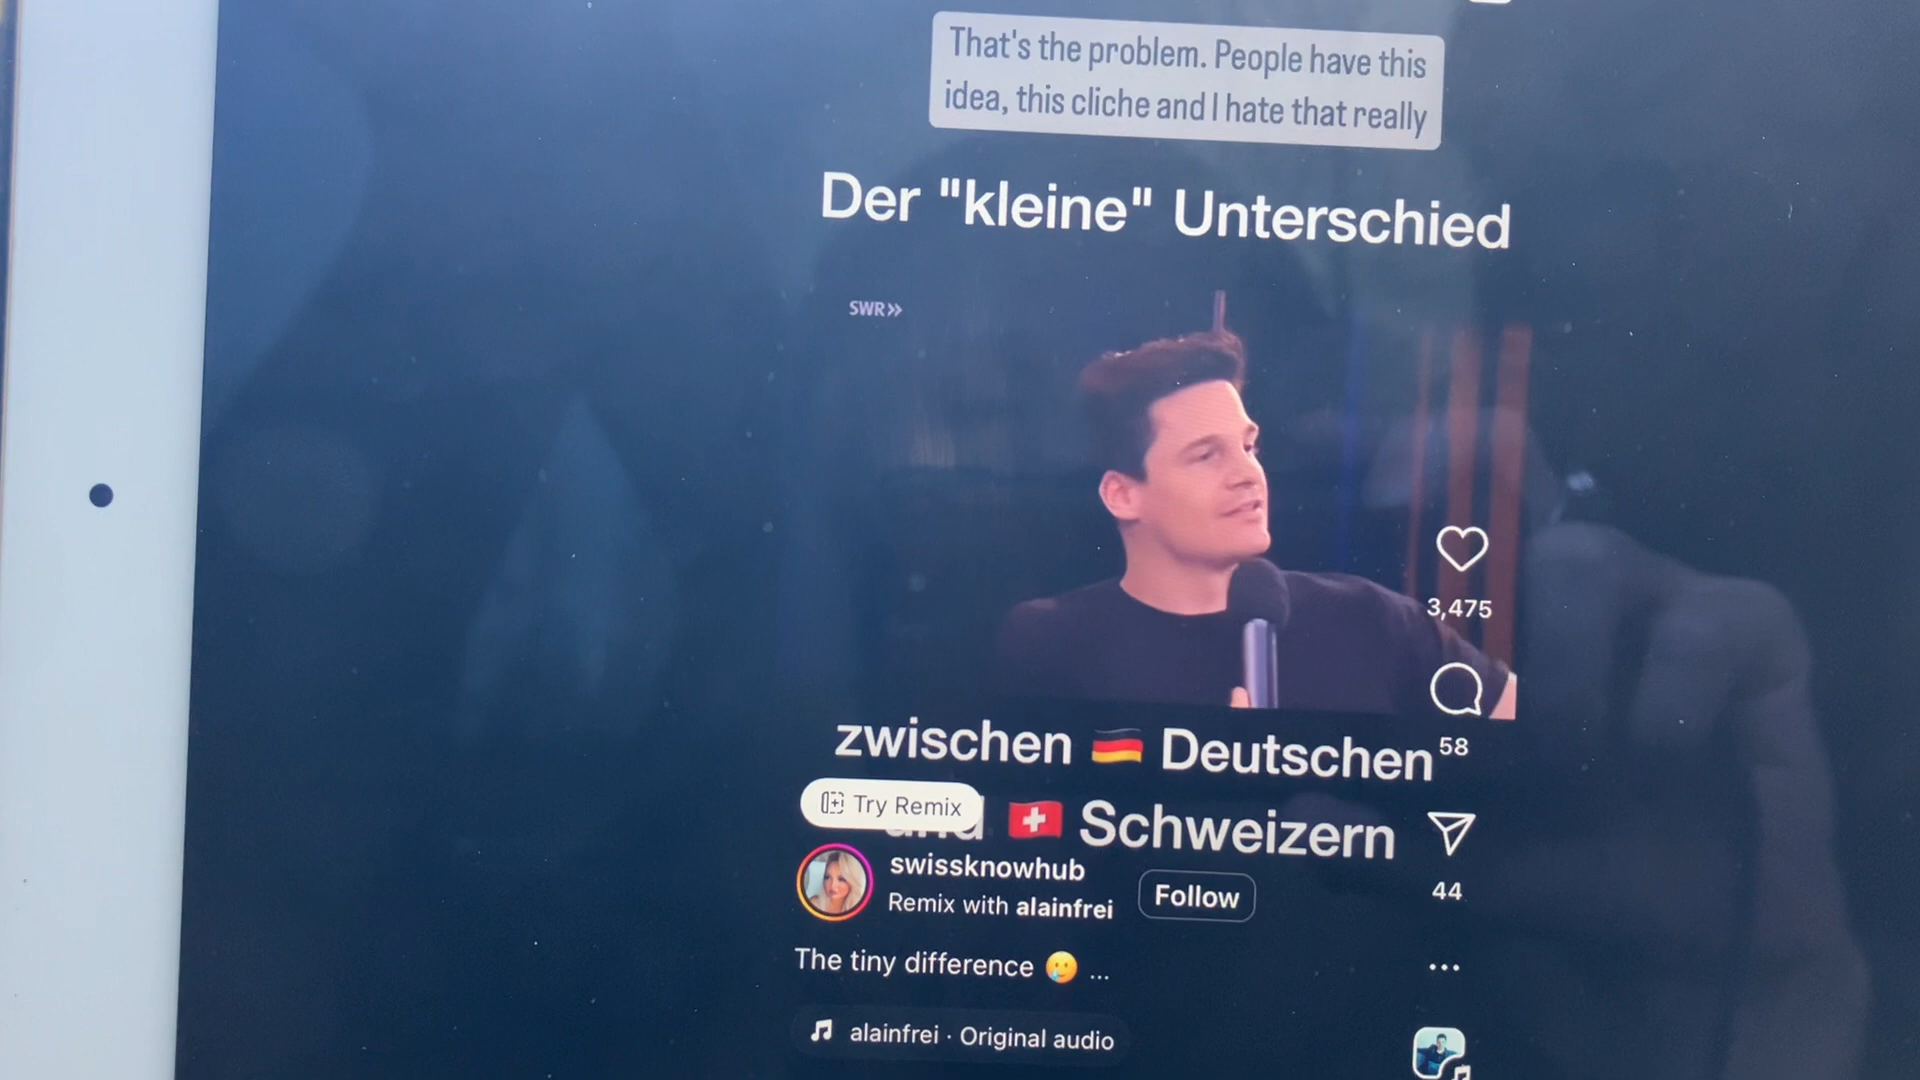 That's the problem. People have this
idea, this cliche and I hate that really
Der "kleine" Unterschied
SWR»
3,475
zwischen 🇩🇪 Deutschen
58
Try Remix
🇨🇭 Schweizern
swissknowhub
Remix with alainfrei
Follow
44
The tiny difference 🥲 ...
alainfrei · Original audio